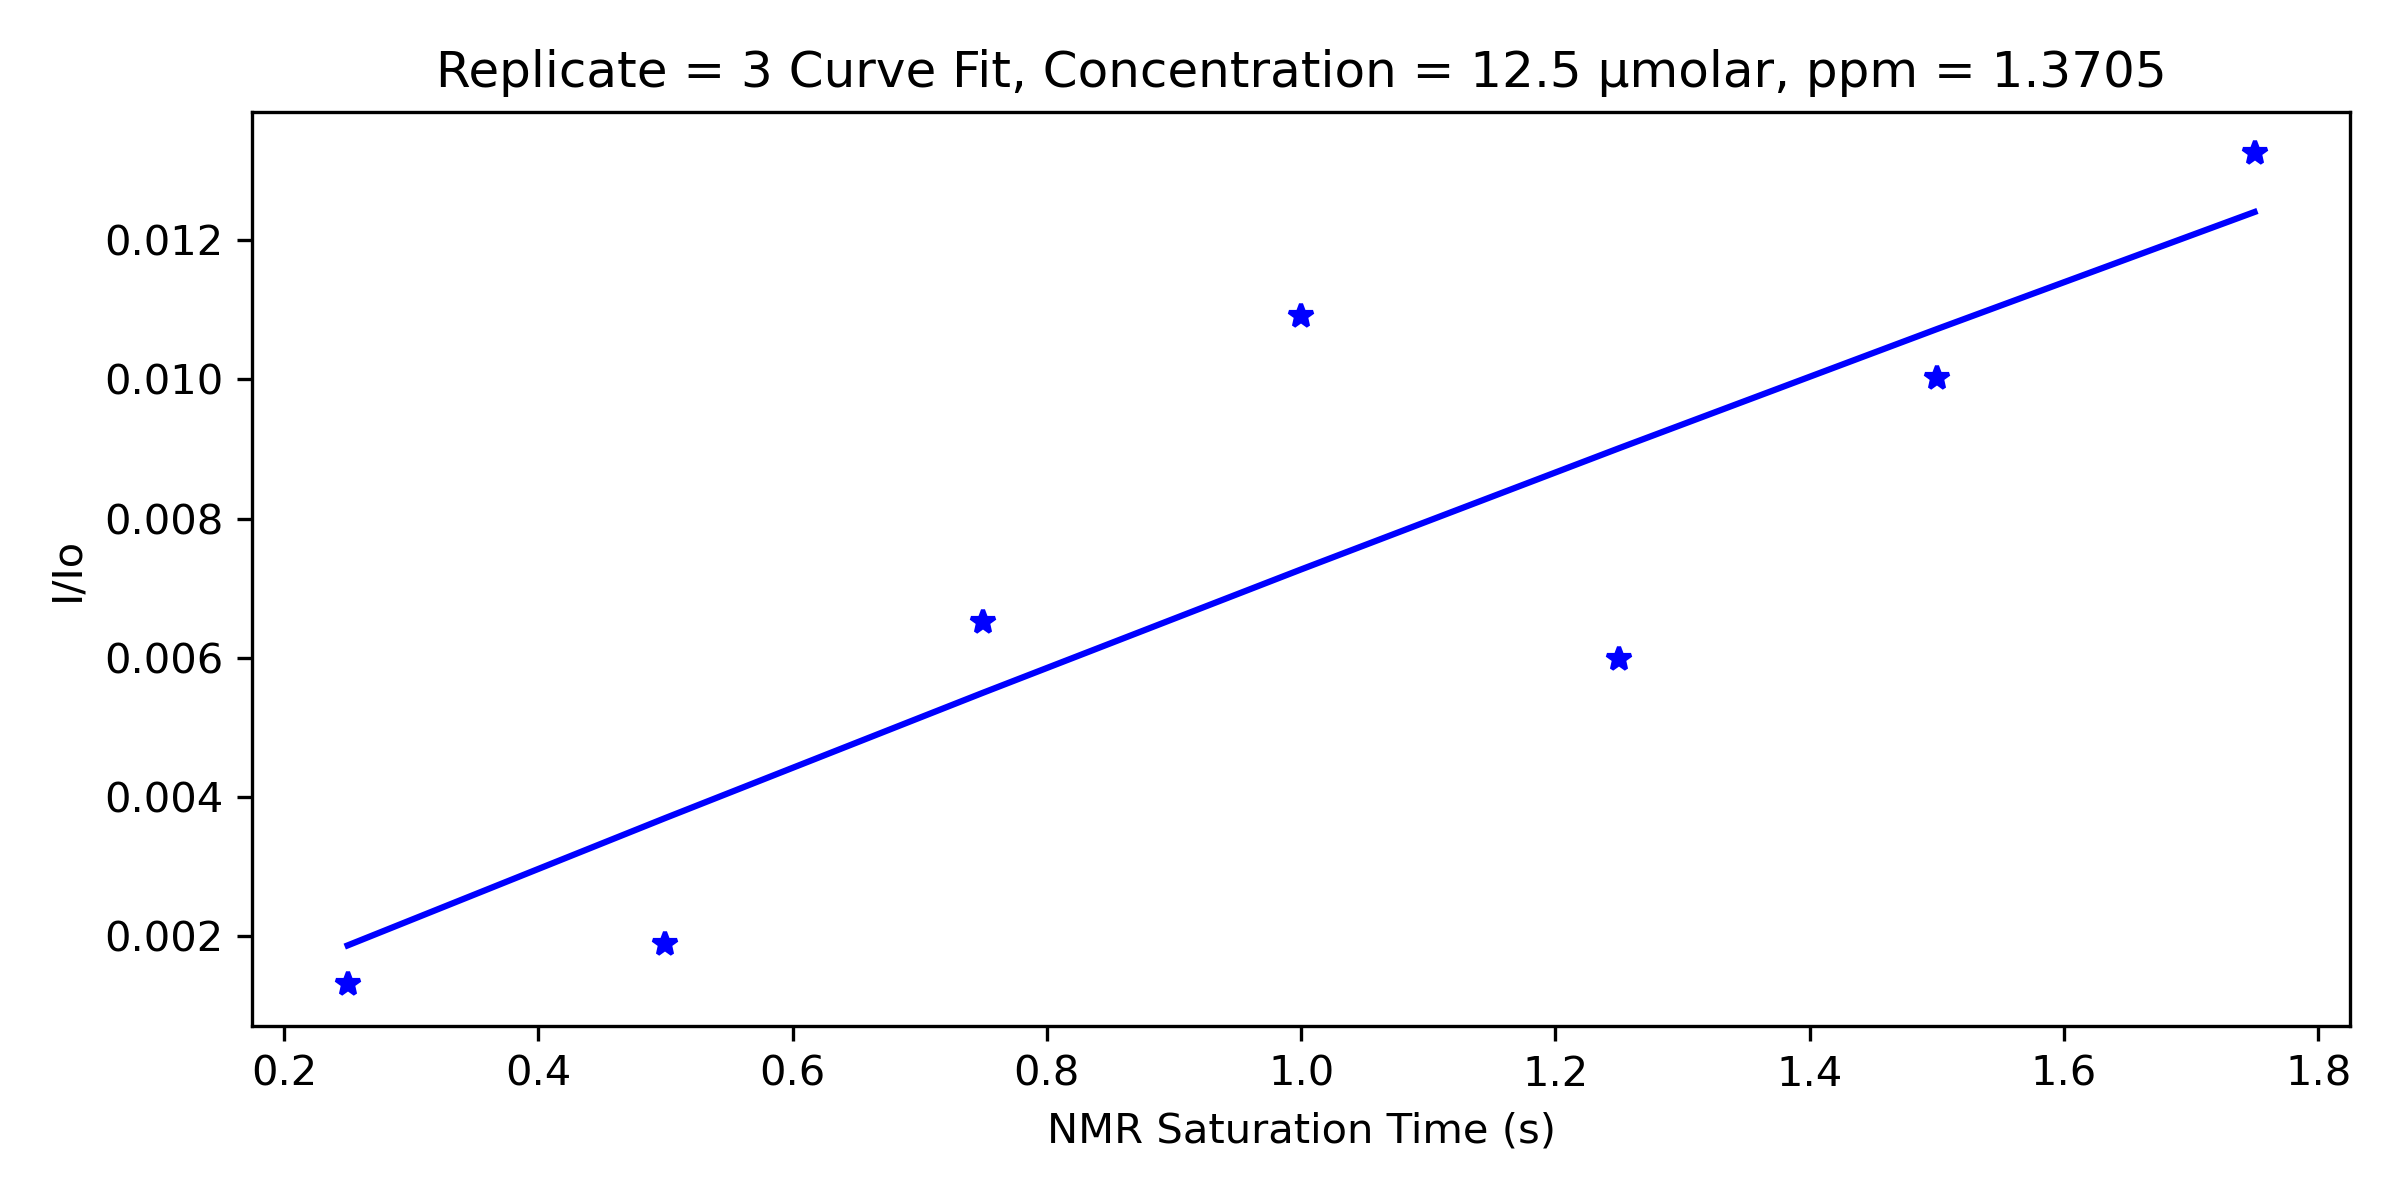 Replicate = 3 Curve Fit, Concentration = 12.5 μmolar, ppm = 1.3705
0.012
0.010
0.008
0.006
0.004
0.002
I/Io
0.2 0.4 0.6 0.8 1.0 1.2 1.4 1.6 1.8
NMR Saturation Time (s)